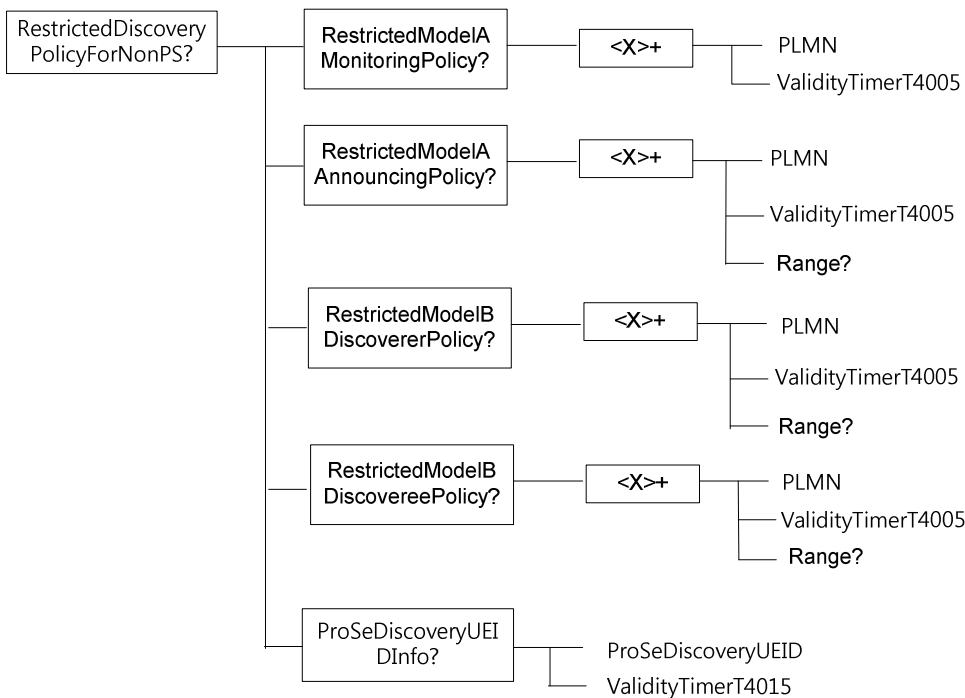 RestrictedDiscovery
PolicyForNonPS?
RestrictedModelA
MonitoringPolicy?
<X>+
PLMN
ValidityTimerT4005
RestrictedModelA
AnnouncingPolicy?
<X>+
PLMN
ValidityTimerT4005
Range?
RestrictedModelB
DiscovererPolicy?
<X>+
PLMN
ValidityTimerT4005
Range?
RestrictedModelB
DiscovereePolicy?
<X>+
PLMN
ValidityTimerT4005
Range?
ProSeDiscoveryUEI
DInfo?
ProSeDiscoveryUEID
ValidityTimerT4015